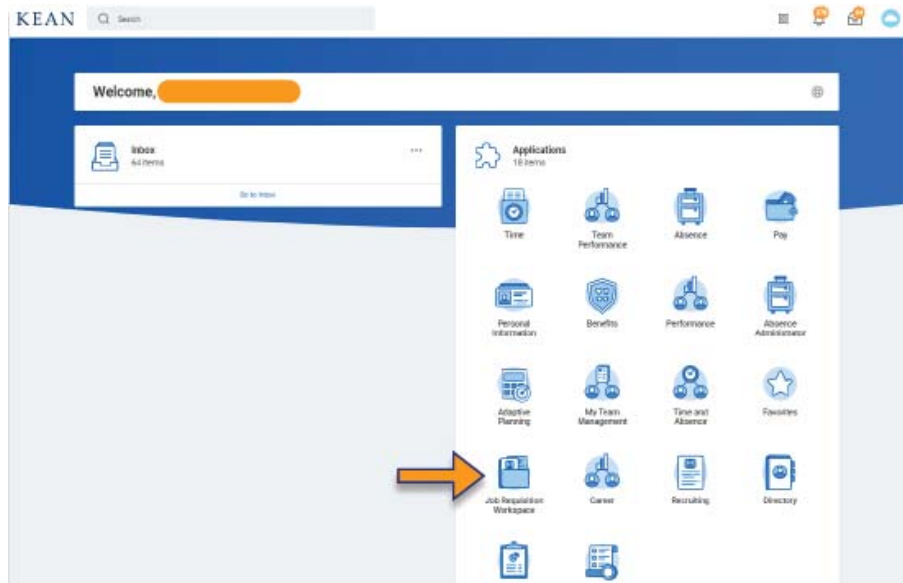 KEAN
Search
Welcome,
Inbox
64 items
Go to Inbox
Applications
18 items
Time
Team
Performance
Absence
Pay
Personal
Information
Benefits
Performance
Absence
Administrator
Adaptive
Planning
My Team
Management
Time and
Absence
Favorites
Job Requisition
Workspace
Career
Recruiting
Directory